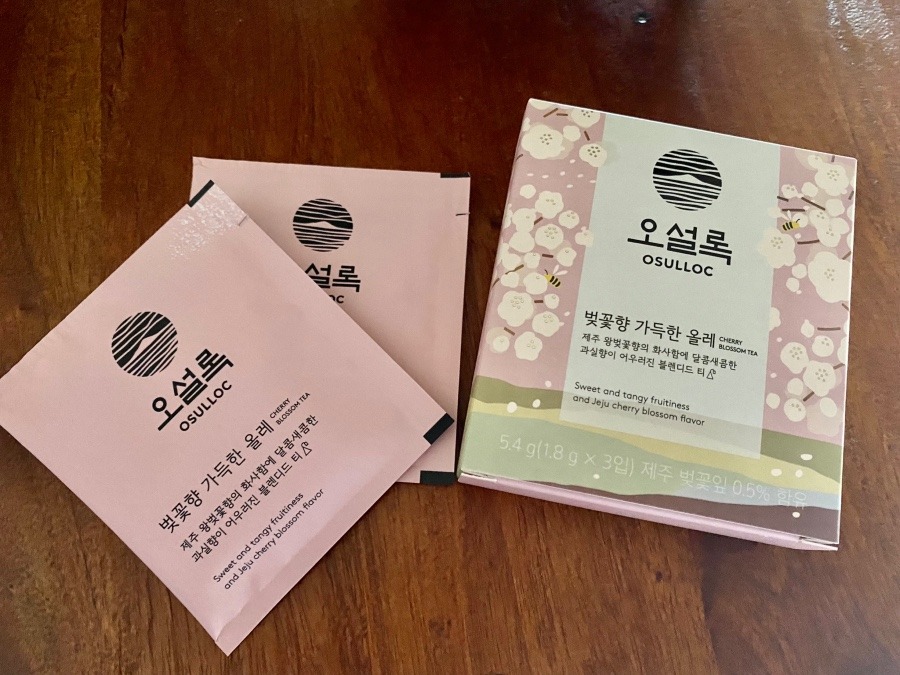 오설록
OSULLOC
벚꽃향 가득한 올레 CHERRY BLOSSOM TEA
제주 왕벚꽃향의 화사함에 달콤새콤한
과실향이 어우러진 블렌디드 티
Sweet and tangy fruitiness
and Jeju cherry blossom flavor
설록
OC
오설록
OSULLOC
벚꽃향 가득한 올레 CHERRY BLOSSOM TEA
제주 왕벚꽃향의 화사함에 달콤새콤한
과실향이 어우러진 블렌디드 티
Sweet and tangy fruitiness
and Jeju cherry blossom flavor
5.4 g(1.8 g × 3입) 제주 벚꽃잎 0.5% 함유